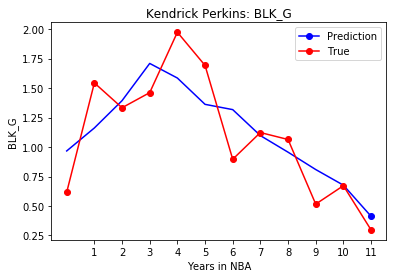 Kendrick Perkins: BLK_G
Prediction
True
2.00
1.75
1.50
1.25
1.00
0.75
0.50
0.25
BLK_G
1 2 3 4 5 6 7 8 9 10 11
Years in NBA